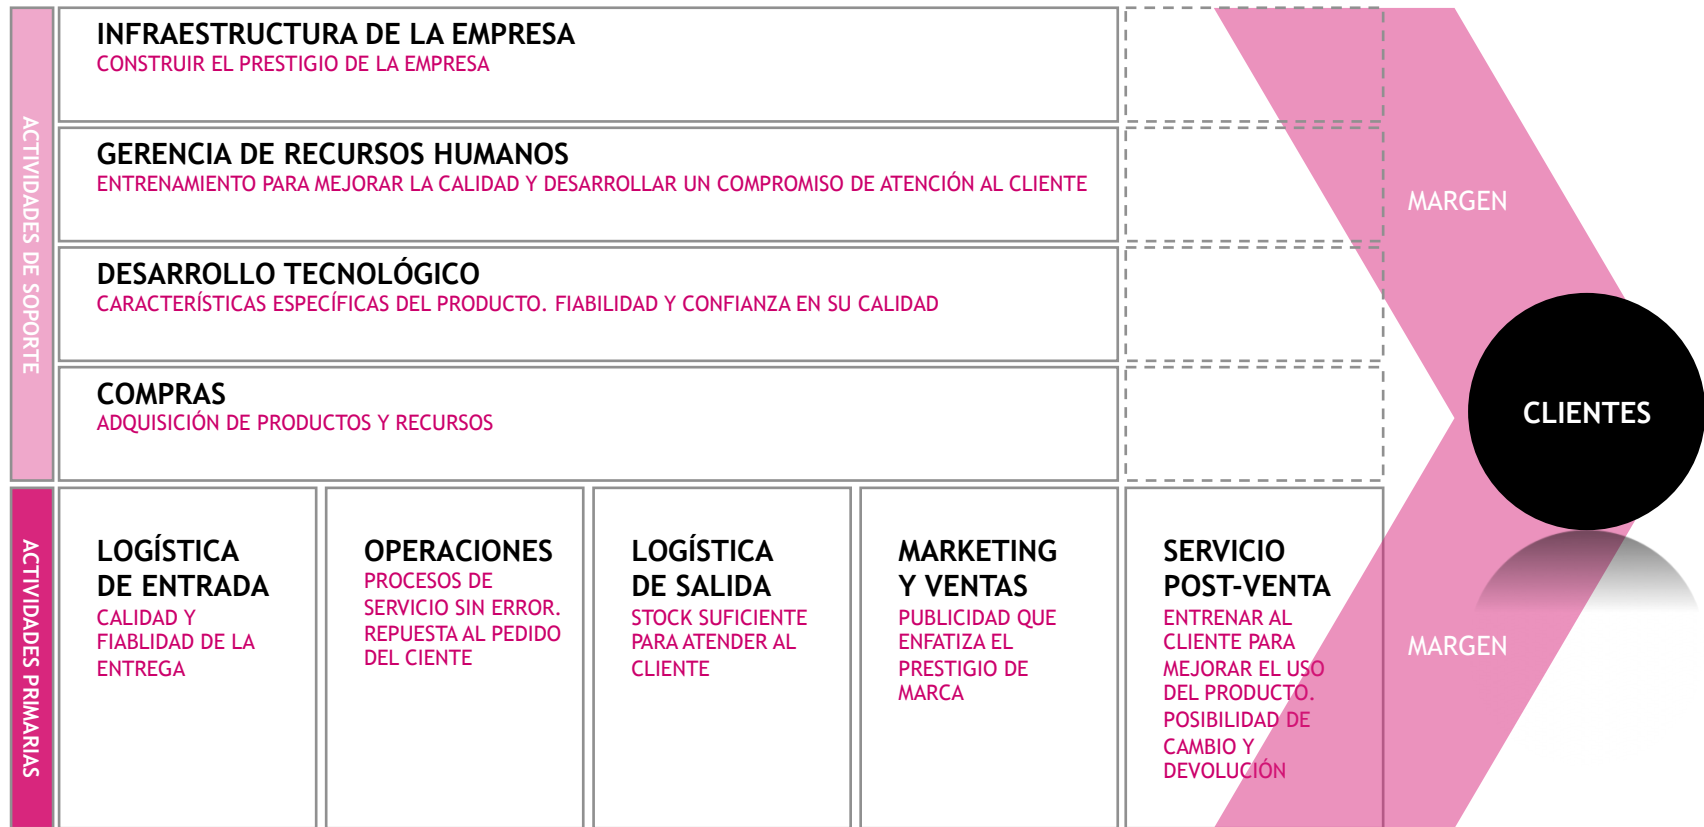 ACTIVIDADES DE SOPORTE
INFRAESTRUCTURA DE LA EMPRESA
CONSTRUIR EL PRESTIGIO DE LA EMPRESA
GERENCIA DE RECURSOS HUMANOS
ENTRENAMIENTO PARA MEJORAR LA CALIDAD Y DESARROLLAR UN COMPROMISO DE ATENCIÓN AL CLIENTE
DESARROLLO TECNOLÓGICO
CARACTERÍSTICAS ESPECÍFICAS DEL PRODUCTO. FIABILIDAD Y CONFIANZA EN SU CALIDAD
COMPRAS
ADQUISICIÓN DE PRODUCTOS Y RECURSOS
MARGEN
CLIENTES
ACTIVIDADES PRIMARIAS
LOGÍSTICA
DE ENTRADA
CALIDAD Y
FIABLIDAD DE LA
ENTREGA
OPERACIONES
PROCESOS DE
SERVICIO SIN ERROR.
REPUESTA AL PEDIDO
DEL CIENTE
LOGÍSTICA
DE SALIDA
STOCK SUFICIENTE
PARA ATENDER AL
CLIENTE
MARKETING
Y VENTAS
PUBLICIDAD QUE
ENFATIZA EL
PRESTIGIO DE
MARCA
SERVICIO
POST-VENTA
ENTRENAR AL
CLIENTE PARA
MEJORAR EL USO
DEL PRODUCTO.
POSIBILIDAD DE
CAMBIO Y
DEVOLUCIÓN
MARGEN